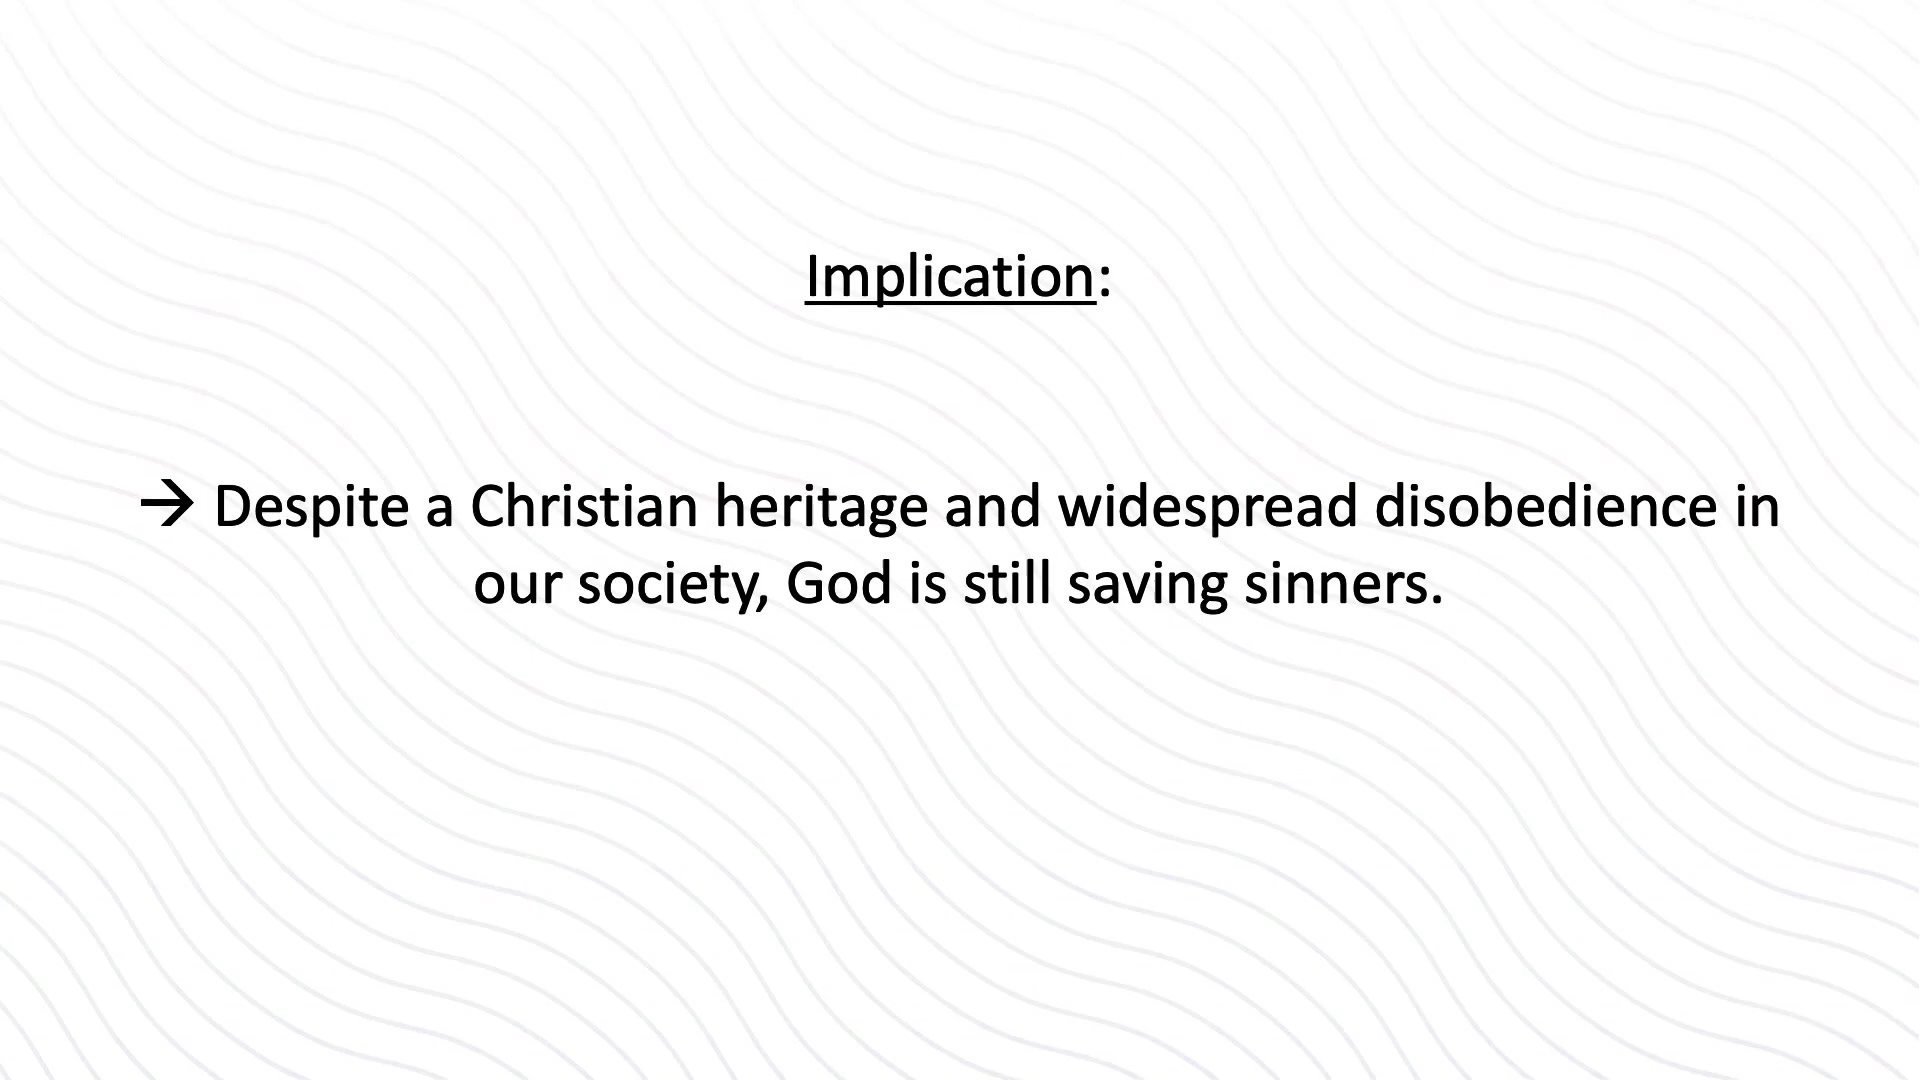 Implication:
→ Despite a Christian heritage and widespread disobedience in
our society, God is still saving sinners.